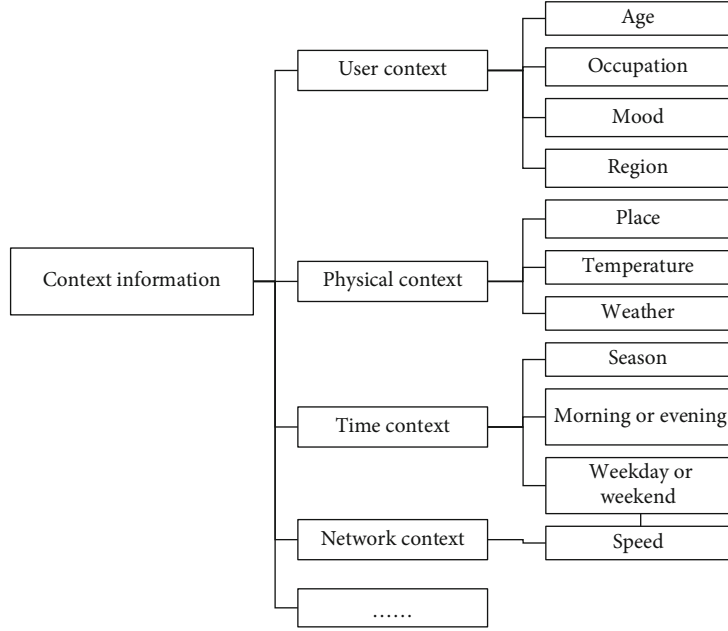 Context information
User context
Age
Occupation
Mood
Region
Physical context
Place
Temperature
Weather
Time context
Season
Morning or evening
Weekday or
weekend
Network context
Speed
......